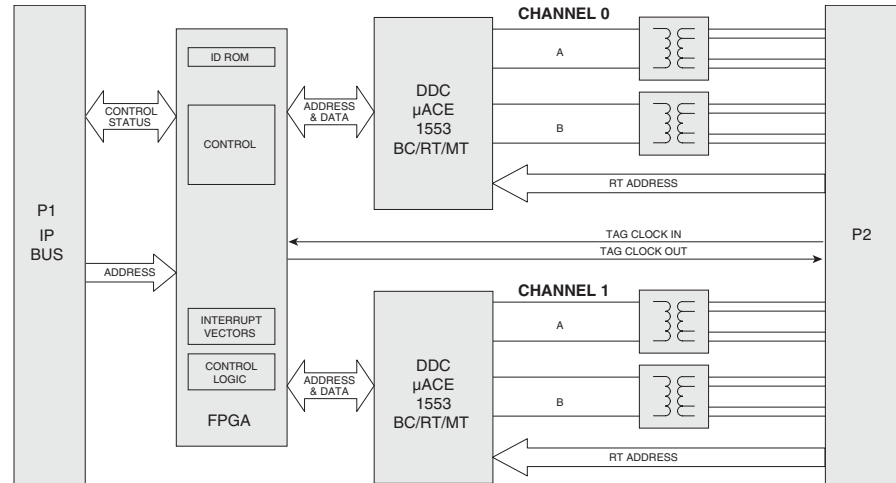 CHANNEL 0
ID ROM
A
DDC
µACE
1553
BC/RT/MT
CONTROL
STATUS
ADDRESS
& DATA
CONTROL
B
RT ADDRESS
P1
IP
BUS
P2
TAG CLOCK IN
TAG CLOCK OUT
ADDRESS
CHANNEL 1
INTERRUPT
VECTORS
A
CONTROL
LOGIC
ADDRESS
& DATA
DDC
µACE
1553
BC/RT/MT
B
FPGA
RT ADDRESS